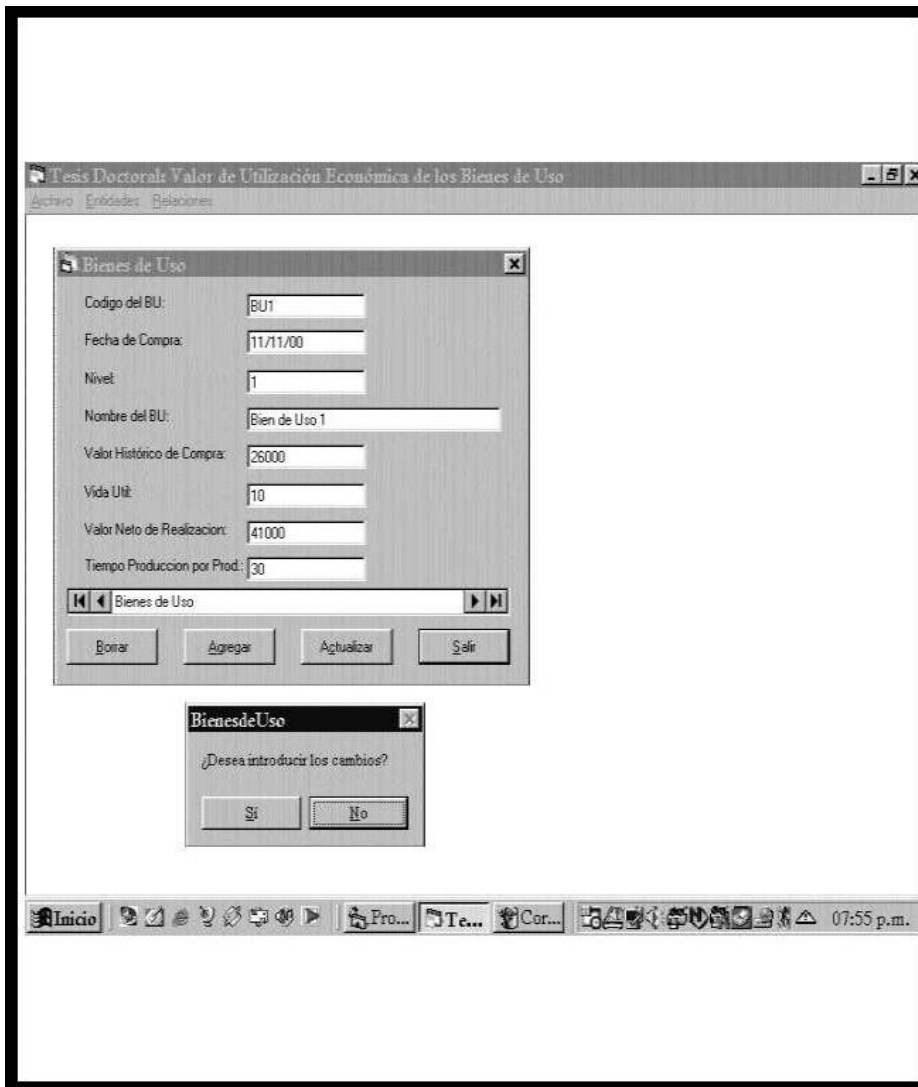 Tesis Doctoral: Valor de Utilización Económica de los Bienes de Uso
Archivo Entidades Relaciones
Bienes de Uso
Codigo del BU: BU1
Fecha de Compra: 11/11/00
Nivel: 1
Nombre del BU: Bien de Uso 1
Valor Histórico de Compra: 26000
Vida Util: 10
Valor Neto de Realizacion: 41000
Tiempo Produccion por Prod.: 30
Bienes de Uso
Borrar Agregar Actualizar Salir
BienesdeUso
¿Desea introducir los cambios?
Sí No
Inicio Pro... Te... Cor... 07:55 p.m.